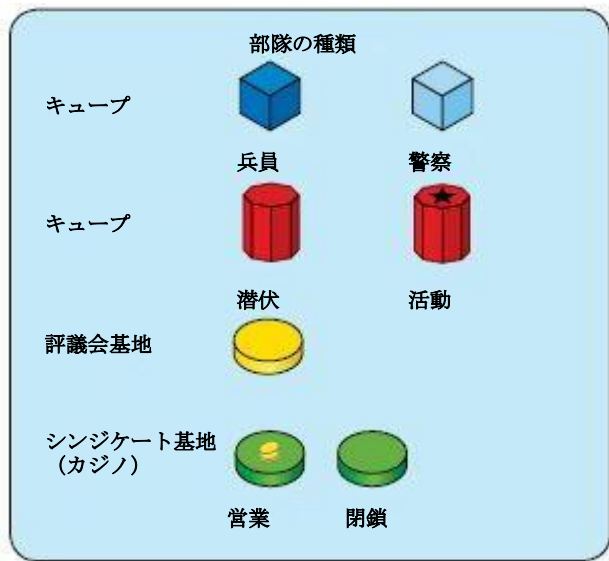 部隊の種類
キューブ
兵員 警察
キューブ
潜伏 活動
評議会基地
シンジケート基地
（カジノ）
営業 閉鎖